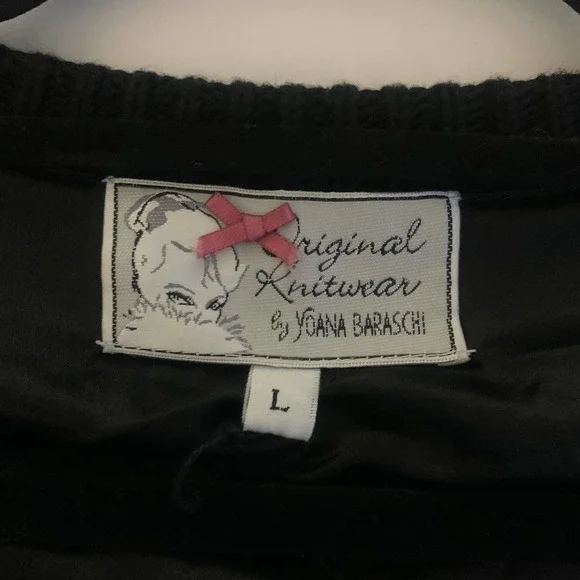 Original
Knitwear
by YOANA BARASCHI
L